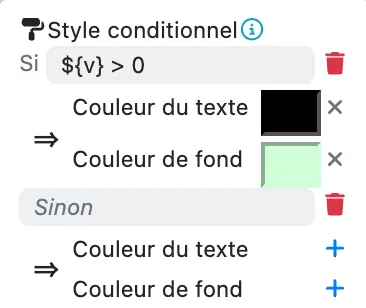 Style conditionnel
Si ${v} > 0
Couleur du texte
⇒
Couleur de fond
Sinon
Couleur du texte
⇒
Couleur de fond